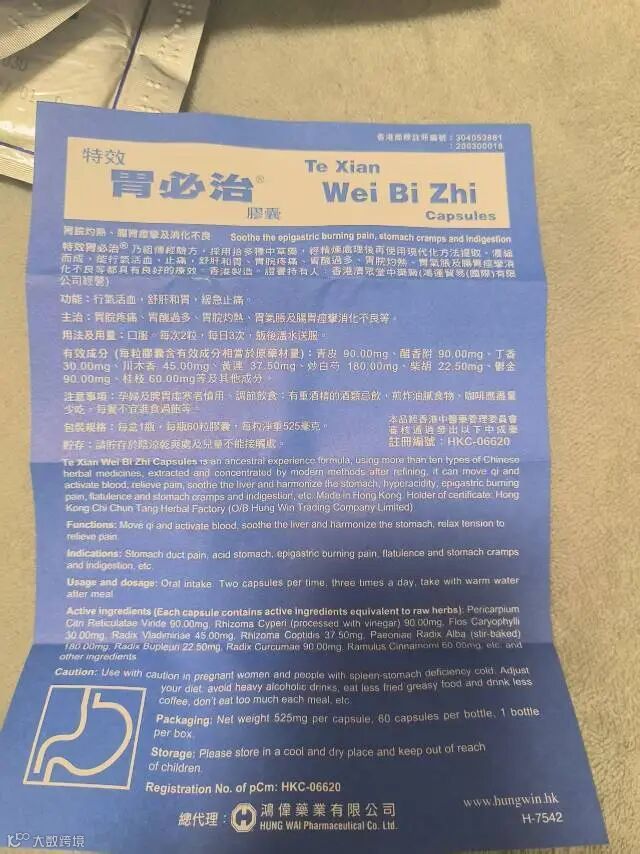 香港商標註冊編號：304053881
：200300018
特效
胃必治®
膠囊
Te Xian
Wei Bi Zhi
Capsules
胃脘灼熱、腸胃痙攣及消化不良
Soothe the epigastric burning pain, stomach cramps and indigestion
特效胃必治® 乃祖傳經驗方，採用拾多種中草藥，經精煉處理後再使用現代化方法提取、濃縮
而成，能行氣活血，止痛，舒肝和胃、胃脘疼痛、胃酸過多、胃脘灼熱、胃氣脹及腸胃痙攣消
化不良等都具有良好的療效。香港製造。證書持有人：香港濟眾堂中藥廠(鴻運貿易(國際)有限
公司經營)
功能：行氣活血，舒肝和胃，緩急止痛。
主治：胃脘疼痛、胃酸過多、胃脘灼熱、胃氣脹及腸胃痙攣消化不良等。
用法及用量：口服。每次2粒，每日3次，飯後溫水送服。
有效成分（每粒膠囊含有效成分相當於原藥材量）：青皮 90.00mg、醋香附 90.00mg、丁香
30.00mg、川木香 45.00mg、黃連 37.50mg、炒白芍 180.00mg、柴胡 22.50mg、鬱金
90.00mg、桂枝 60.00mg等及其他成分。
注意事項：孕婦及脾胃虛寒者慎用。調節飲食：有重酒精的酒類忌飲，煎炸油膩食物、咖啡應盡量
少吃，每餐不宜進食過飽等。
包裝規格：每盒1瓶，每瓶60粒膠囊，每粒淨重525毫克。
貯存：請貯存於陰涼乾爽處及兒童不能接觸處。
本品經香港中醫藥管理委員會
審核通過發出以下中成藥
註冊編號：HKC-06620
Te Xian Wei Bi Zhi Capsules is an ancestral experience formula, using more than ten types of Chinese
herbal medicines, extracted and concentrated by modern methods after refining, it can move qi and
activate blood, relieve pain, soothe the liver and harmonize the stomach, hyperacidity, epigastric burning
pain, flatulence and stomach cramps and indigestion, etc. Made in Hong Kong. Holder of certificate: Hong
Kong Chi Chun Tang Herbal Factory (O/B Hung Win Trading Company Limited)
Functions: Move qi and activate blood, soothe the liver and harmonize the stomach, relax tension to
relieve pain.
Indications: Stomach duct pain, acid stomach, epigastric burning pain, flatulence and stomach cramps
and indigestion, etc.
Usage and dosage: Oral intake. Two capsules per time, three times a day, take with warm water
after meal
Active ingredients (Each capsule contains active ingredients equivalent to raw herbs): Pericarpium
Citri Reticulatae Viride 90.00mg. Rhizoma Cyperi (processed with vinegar) 90.00mg. Flos Caryophylli
30.00mg. Radix Vladimiriae 45.00mg. Rhizoma Coptidis 37.50mg. Paeoniae Radix Alba (stir-baked)
180.00mg. Radix Bupleuri 22.50mg. Radix Curcumae 90.00mg. Ramulus Cinnamomi 60.00mg. etc. and
other ingredients
Caution: Use with caution in pregnant women and people with spleen-stomach deficiency cold. Adjust
your diet, avoid heavy alcoholic drinks, eat less fried greasy food and drink less
coffee, don't eat too much each meal, etc.
Packaging: Net weight 525mg per capsule, 60 capsules per bottle, 1 bottle
per box.
Storage: Please store in a cool and dry place and keep out of reach
of children.
Registration No. of pCm: HKC-06620
總代理：鴻偉藥業有限公司
HUNG WAI Pharmaceutical Co. Ltd.
www.hungwin.hk
H-7542
大数跨境